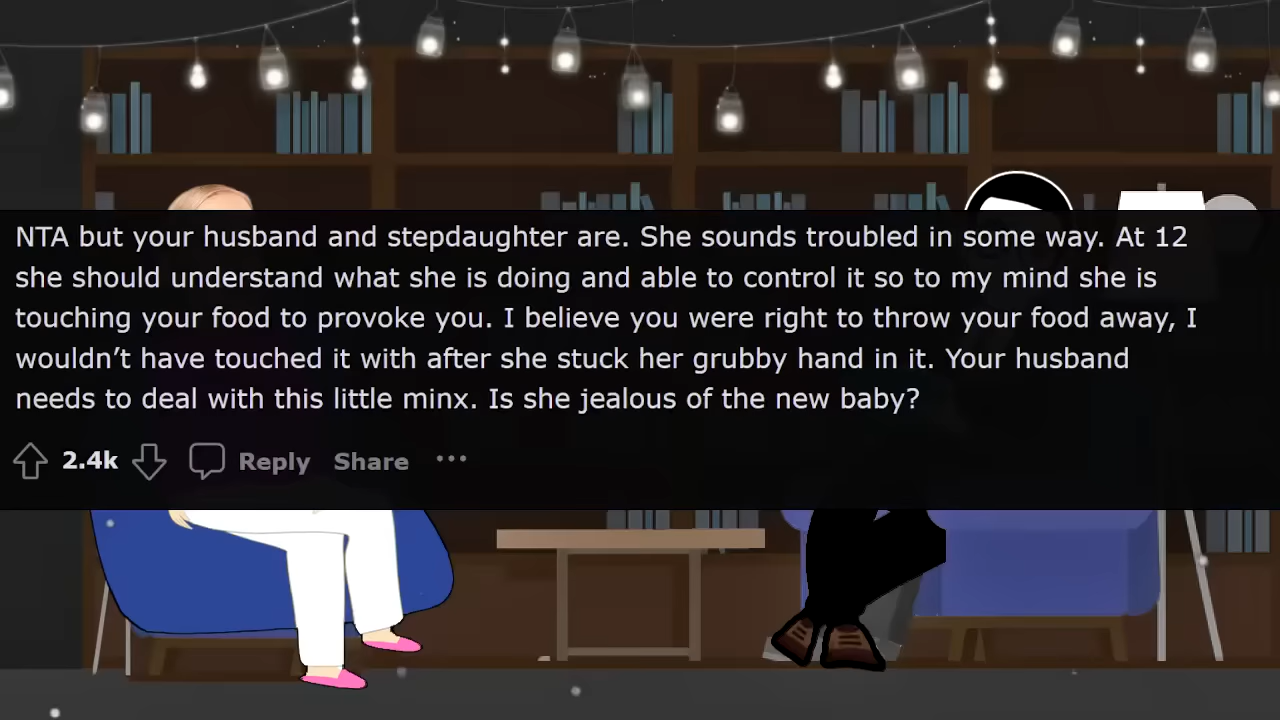 NTA but your husband and stepdaughter are. She sounds troubled in some way. At 12
she should understand what she is doing and able to control it so to my mind she is
touching your food to provoke you. I believe you were right to throw your food away, I
wouldn’t have touched it with after she stuck her grubby hand in it. Your husband
needs to deal with this little minx. Is she jealous of the new baby?
2.4k Reply Share ···